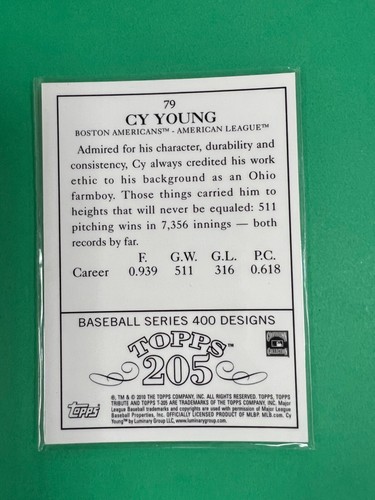 79
CY YOUNG
BOSTON AMERICANS™ - AMERICAN LEAGUE™
Admired for his character, durability and
consistency, Cy always credited his work
ethic to his background as an Ohio
farmboy. Those things carried him to
heights that will never be equaled: 511
pitching wins in 7,356 innings — both
records by far.
F. G.W. G.L. P.C.
Career 0.939 511 316 0.618
BASEBALL SERIES 400 DESIGNS
TOPPS™
205
®, TM & © 2010 THE TOPPS COMPANY, INC. ALL RIGHTS RESERVED. TOPPS, TOPPS
TRIBUTE AND TOPPS T-205 ARE TRADEMARKS OF THE TOPPS COMPANY, INC. Major
League Baseball trademarks and copyrights are used with permission of Major League
Baseball Properties, Inc. OFFICIALLY LICENSED PRODUCT OF MLBP. MLB.com. Cy
Young™ by Luminary Group LLC, www.luminarygroup.com.
topps